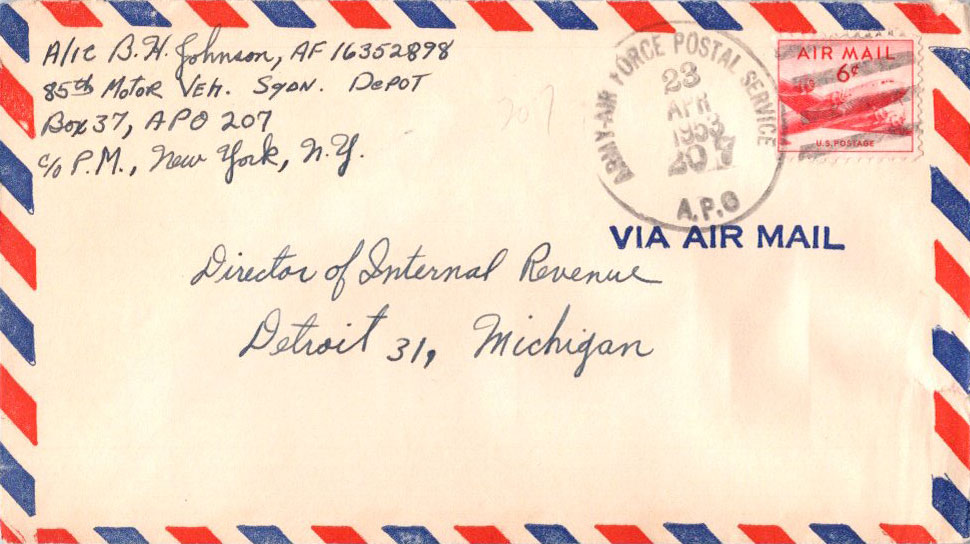 A/1C B.H. Johnson, AF 16352898
85th Motor Veh. Sqdn. Depot
Box 37, APO 207
c/o P.M., New York, N.Y.
207
ARMY-AIR FORCE POSTAL SERVICE
23
APR
1953
207
A.P.O
AIR MAIL
6¢
U.S. POSTAGE
VIA AIR MAIL
Director of Internal Revenue
Detroit 31, Michigan